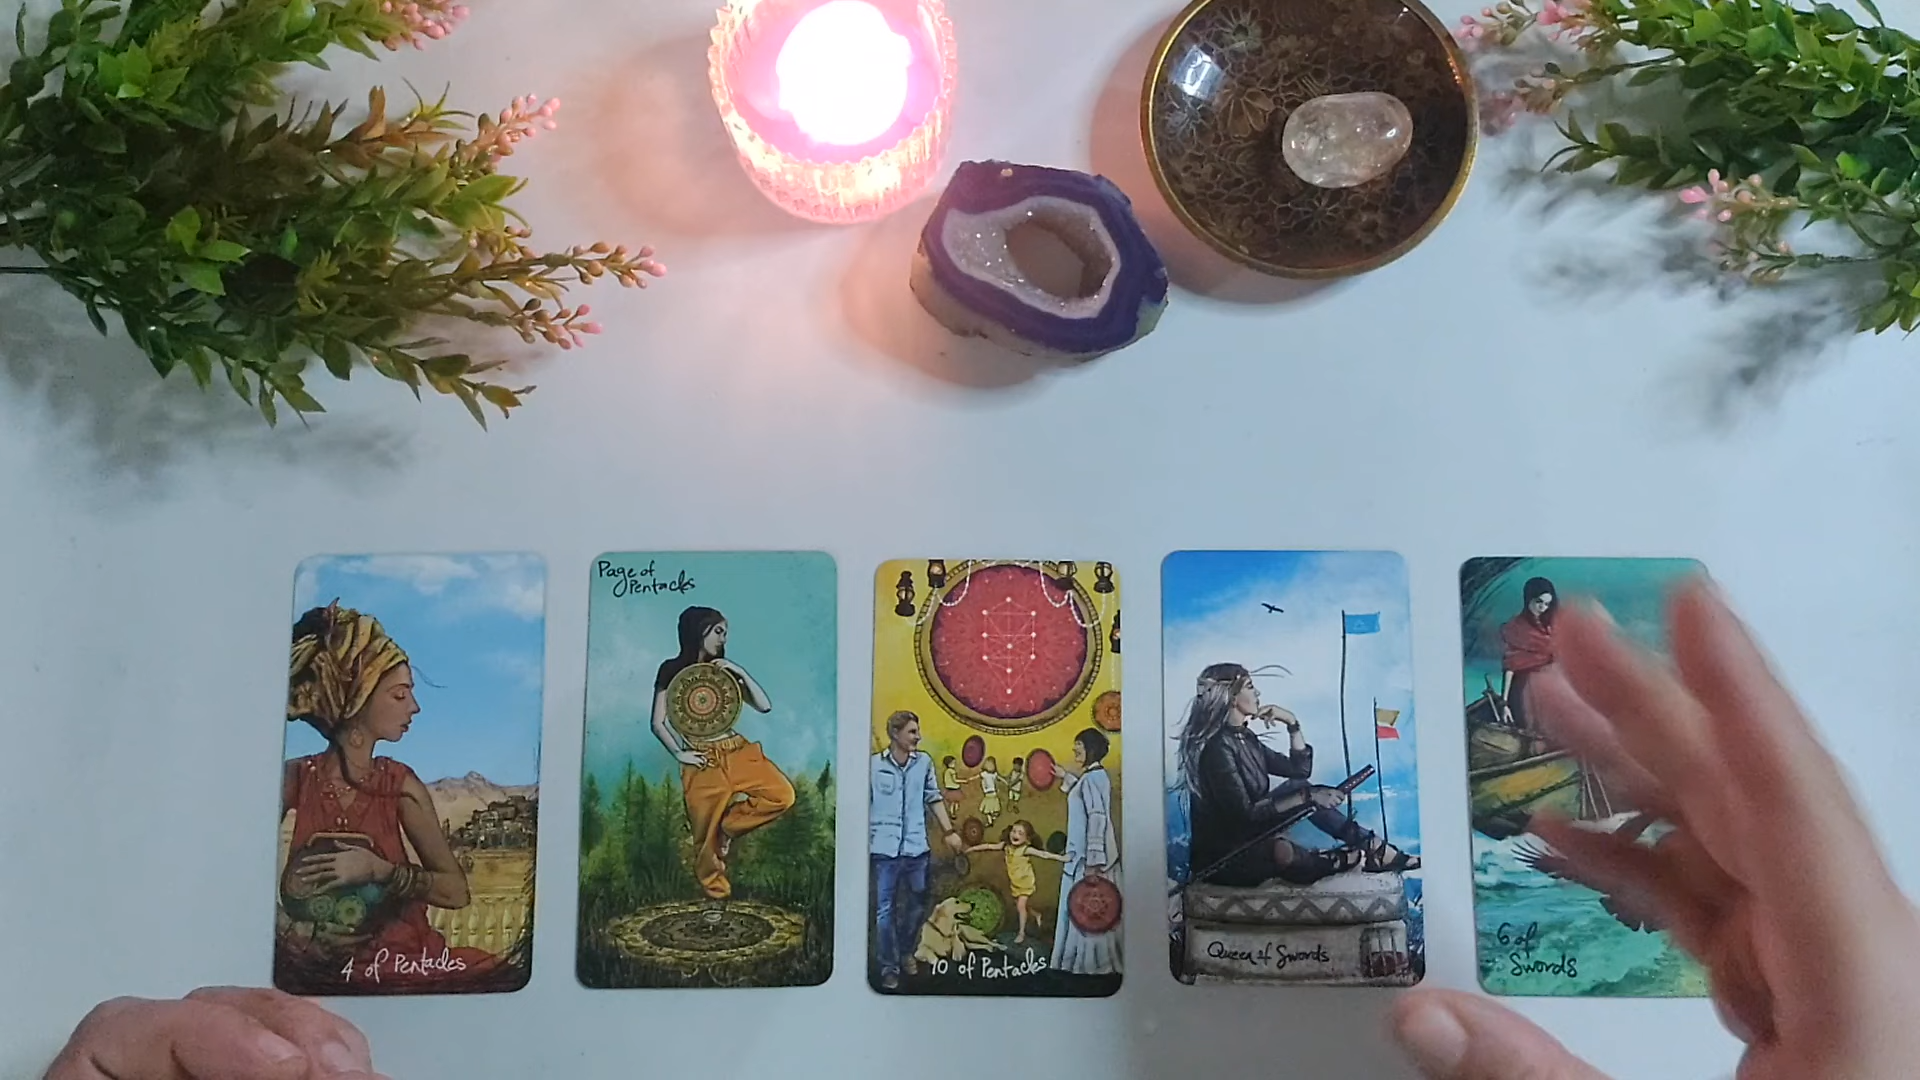 4 of Pentacles
Page of
Pentacles
10 of Pentacles
Queen of Swords
6 of
Swords